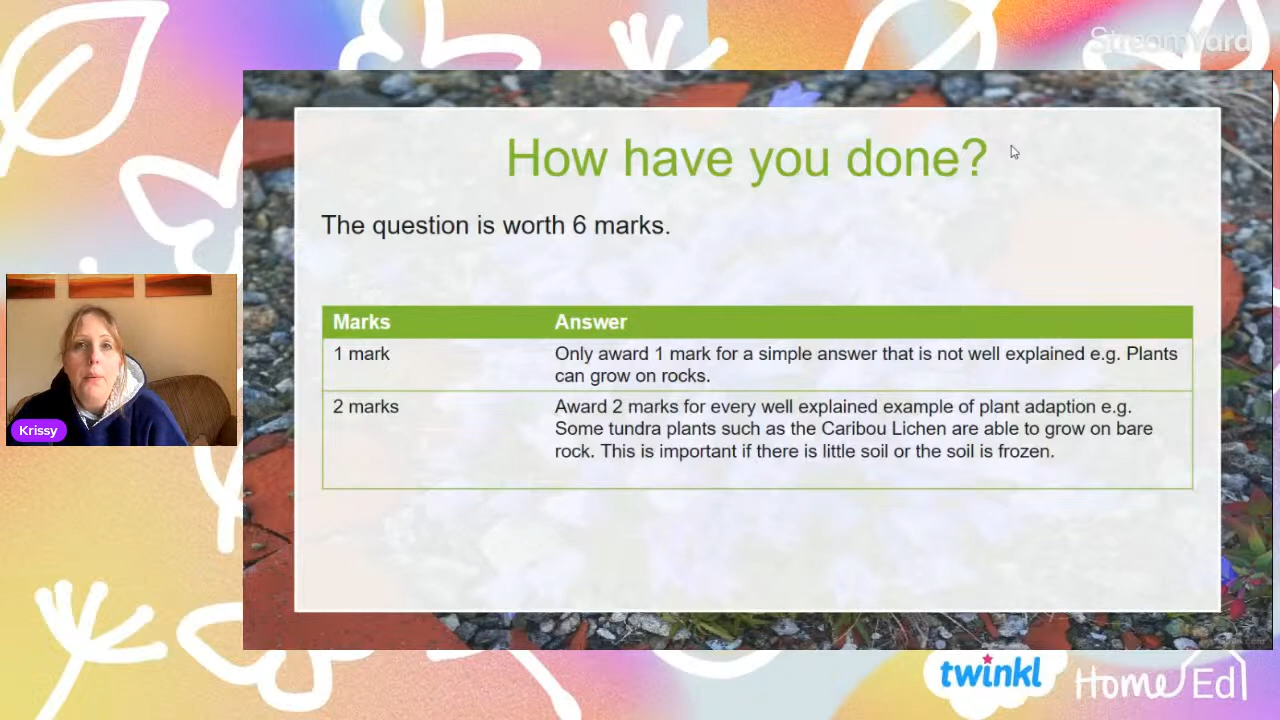 StreamYard
How have you done?
The question is worth 6 marks.
Marks Answer
1 mark Only award 1 mark for a simple answer that is not well explained e.g. Plants
can grow on rocks.
2 marks Award 2 marks for every well explained example of plant adaption e.g.
Some tundra plants such as the Caribou Lichen are able to grow on bare
rock. This is important if there is little soil or the soil is frozen.
Krissy
twinkl Home Ed